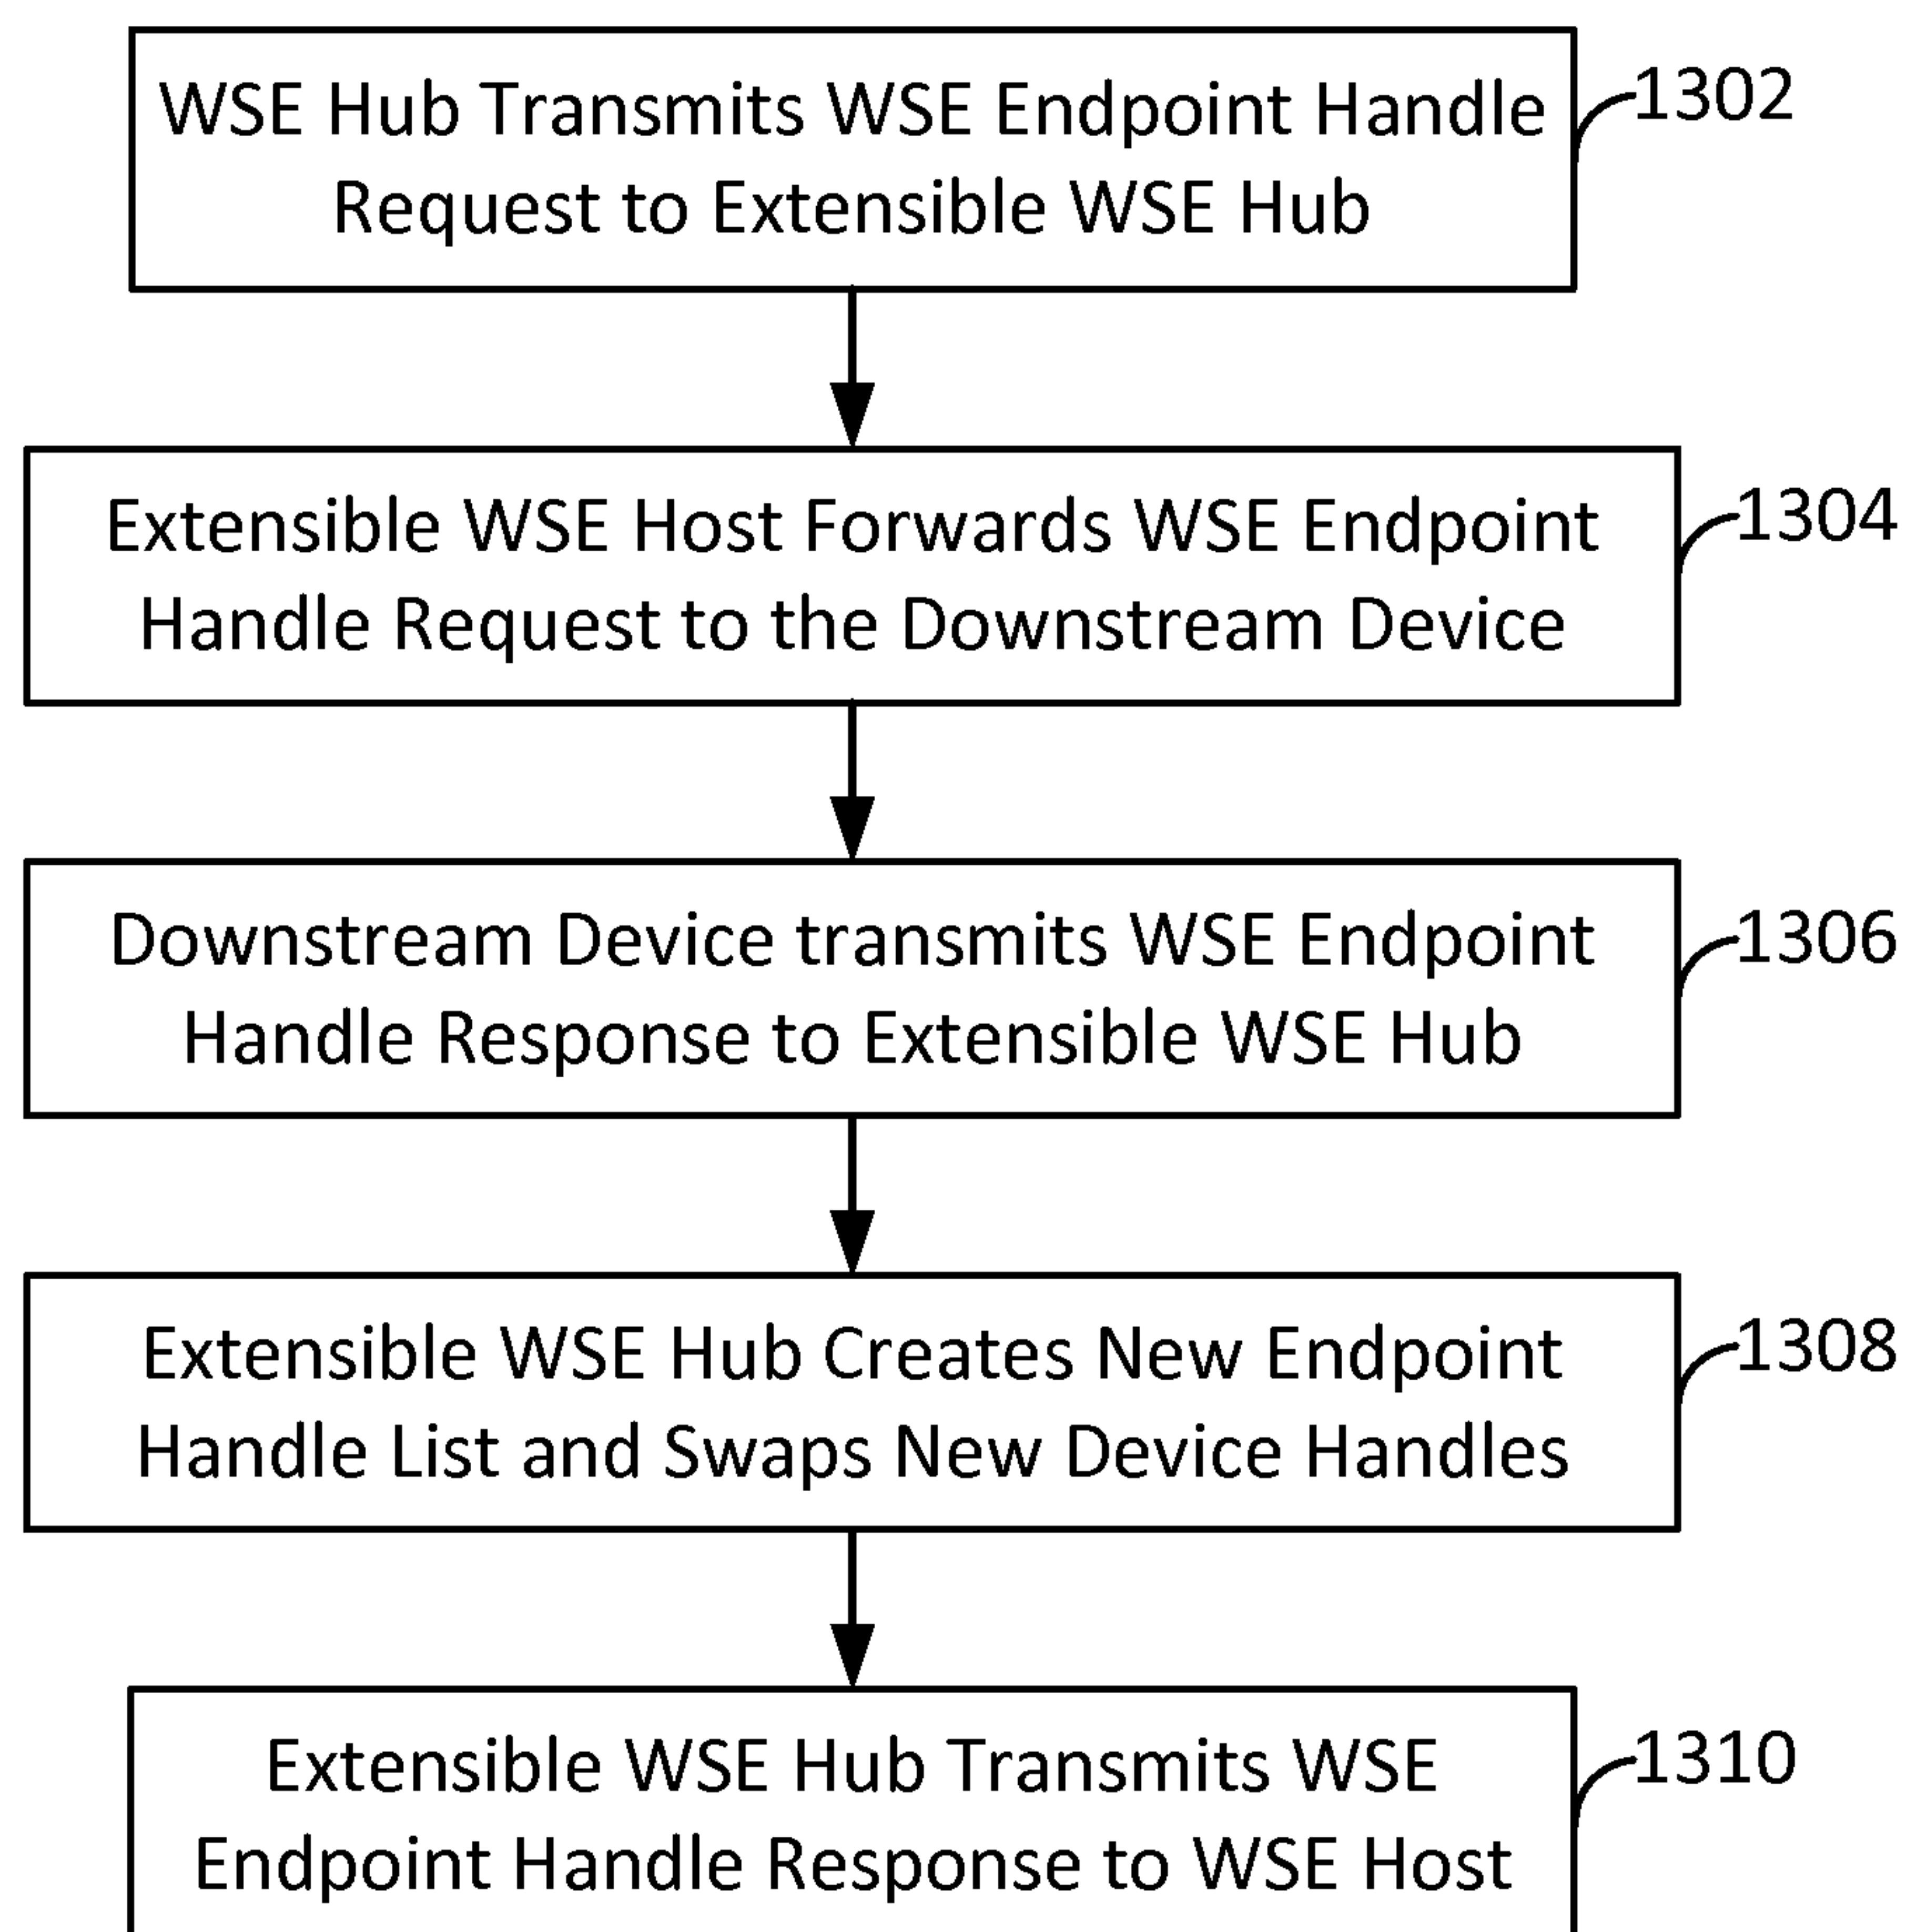 WSE Hub Transmits WSE Endpoint Handle
Request to Extensible WSE Hub
1302
Extensible WSE Host Forwards WSE Endpoint
Handle Request to the Downstream Device
1304
Downstream Device transmits WSE Endpoint
Handle Response to Extensible WSE Hub
1306
Extensible WSE Hub Creates New Endpoint
Handle List and Swaps New Device Handles
1308
Extensible WSE Hub Transmits WSE
Endpoint Handle Response to WSE Host
1310